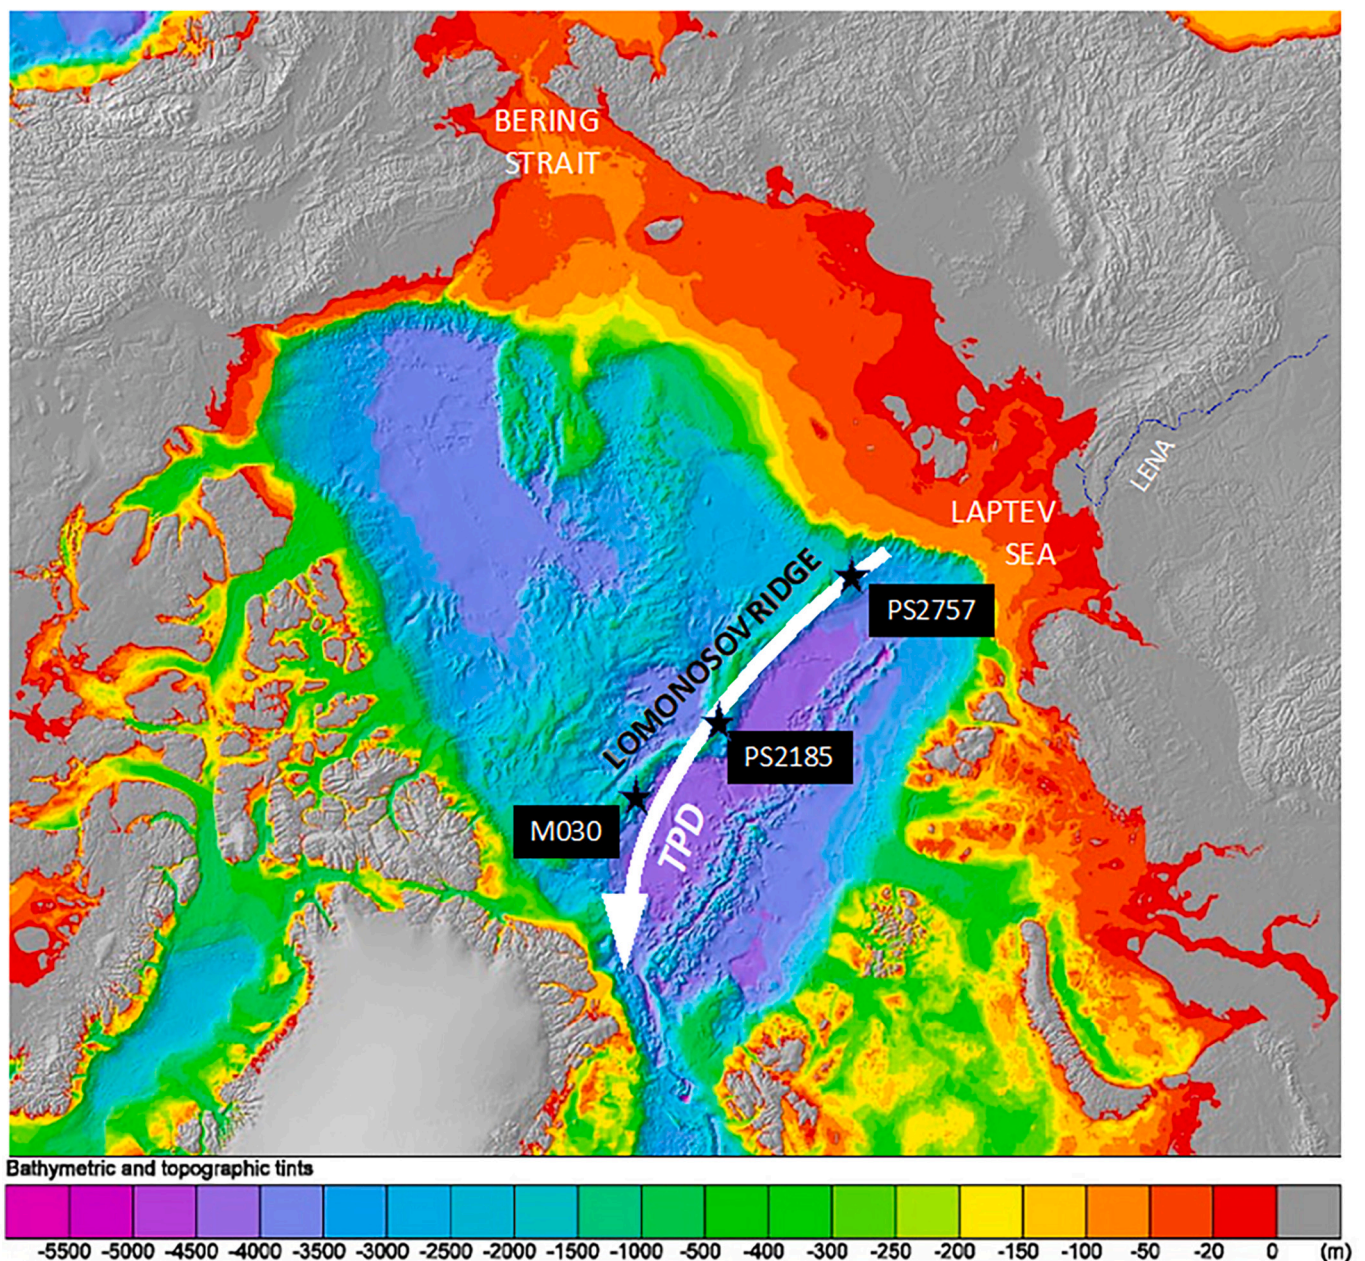 BERING
STRAIT
LENA
LAPTEV
SEA
LOMONOSOV RIDGE
PS2757
PS2185
M030
TPD
Bathymetric and topographic tints
-5500 -5000 -4500 -4000 -3500 -3000 -2500 -2000 -1500 -1000 -500 -400 -300 -250 -200 -150 -100 -50 -20 0 (m)